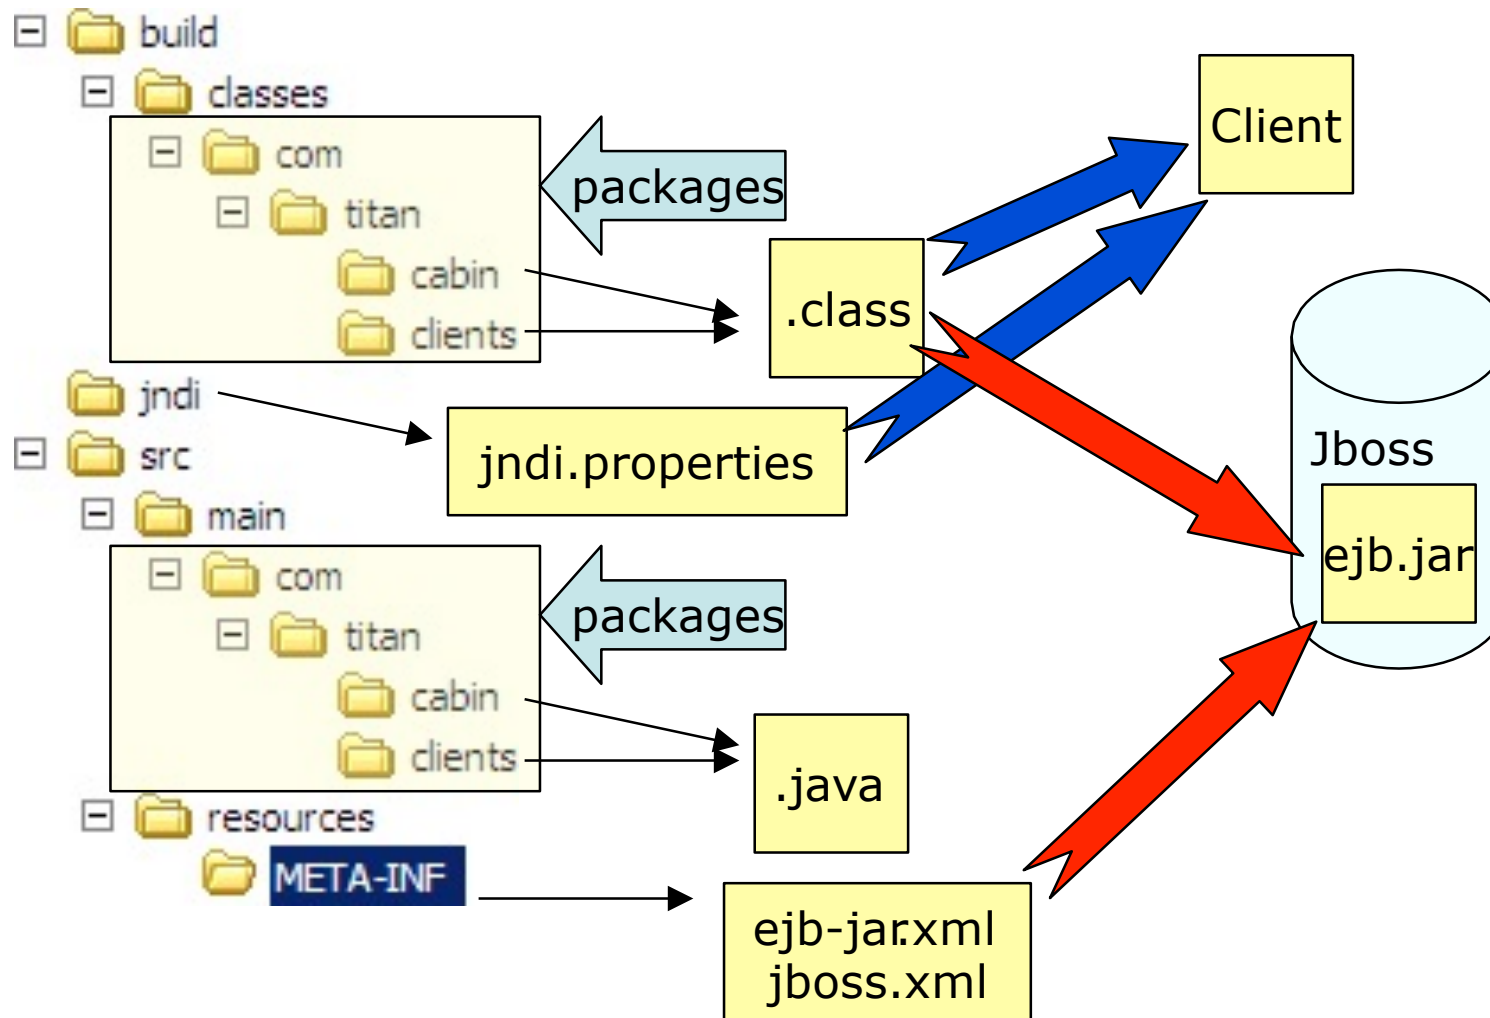 build
classes
com
titan
cabin
clients
jndi
src
main
com
titan
cabin
clients
resources
META-INF
packages
.class
jndi.properties
packages
.java
ejb-jar.xml
jboss.xml
Client
Jboss
ejb.jar